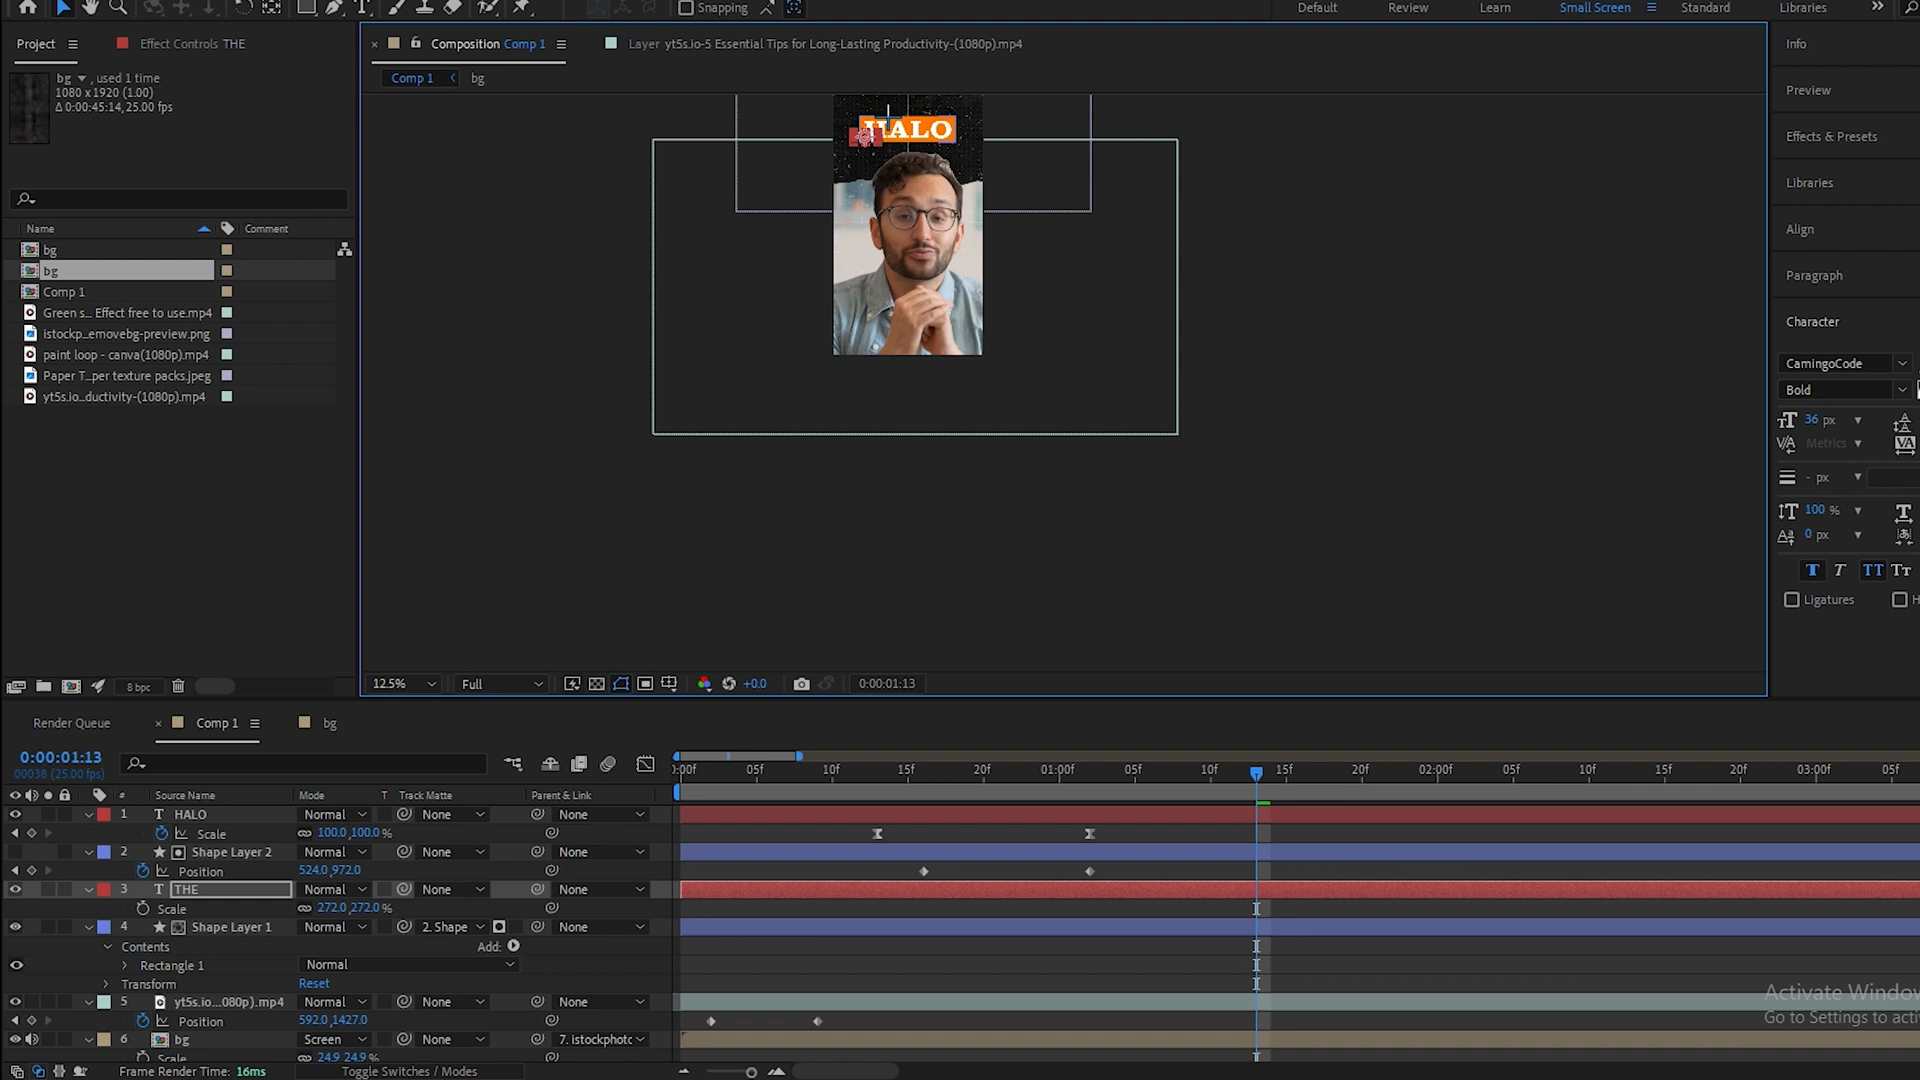 Snapping
Default
Review
Learn
Small Screen
Standard
Libraries
Project
Effect Controls THE
Composition Comp 1
Layer yt5s.io-5 Essential Tips for Long-Lasting Productivity-(1080p).mp4
Info
bg , used 1 time
1080 x 1920 (1.00)
Δ 0:00:45:14, 25.00 fps
Comp 1
bg
Preview
HALO
Effects & Presets
Libraries
Name
Comment
Align
bg
bg
Comp 1
Paragraph
Green s... Effect free to use.mp4
istockp...emovebg-preview.png
Character
paint loop - canva(1080p).mp4
CamingoCode
Paper T...per texture packs.jpeg
Bold
yt5s.io...ductivity-(1080p).mp4
36 px
Metrics
- px
100 %
0 px
T T TT Tt
Ligatures
8 bpc
12.5%
Full
+0.0
0:00:01:13
Render Queue
Comp 1
bg
0:00:01:13
00038 (25.00 fps)
:00f 05f 10f 15f 20f 01:00f 05f 10f 15f 20f 02:00f 05f 10f 15f 20f 03:00f 05f
# Source Name Mode T Track Matte Parent & Link
1 T HALO Normal None None
Scale 100.0,100.0 %
2 Shape Layer 2 Normal None None
Position 524.0,972.0
3 T THE Normal None None
Scale 272.0,272.0 %
4 Shape Layer 1 Normal 2. Shape None
Contents Add:
Rectangle 1 Normal
Transform Reset
5 yt5s.io...080p).mp4 Normal None None
Position 592.0,1427.0
6 bg Screen None 7. istockphoto
Scale 24.9,24.9 %
Frame Render Time: 16ms
Toggle Switches / Modes
Activate Window
Go to Settings to acti